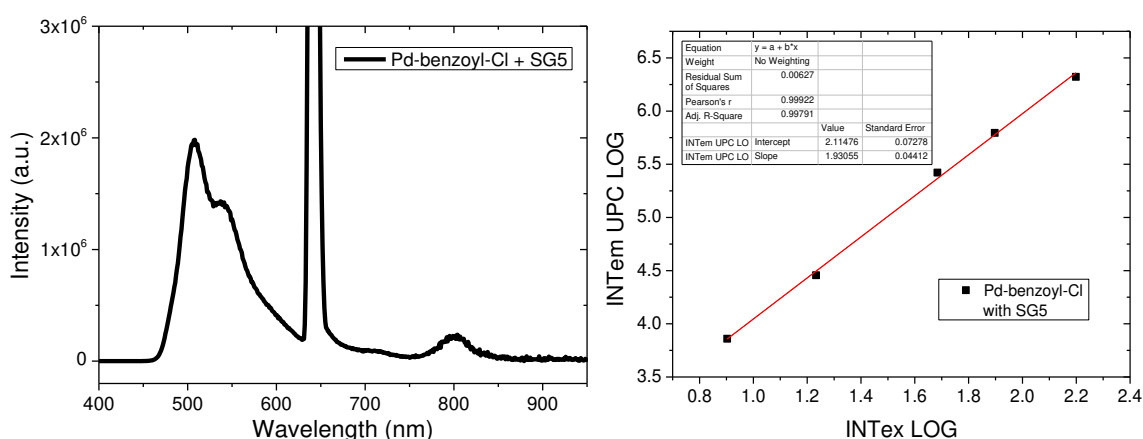 3x10⁶
2x10⁶
1x10⁶
0
Intensity (a.u.)
Pd-benzoyl-Cl + SG5
400 500 600 700 800 900
Wavelength (nm)
6.5
6.0
5.5
5.0
4.5
4.0
3.5
INTem UPC LOG
Equation y = a + b*x
Weight No Weighting
Residual Sum
of Squares 0.00627
Pearson's r 0.99922
Adj. R-Square 0.99791
Value Standard Error
INTem UPC LO Intercept 2.11476 0.07278
INTem UPC LO Slope 1.93055 0.04412
Pd-benzoyl-Cl
with SG5
0.8 1.0 1.2 1.4 1.6 1.8 2.0 2.2 2.4
INTex LOG